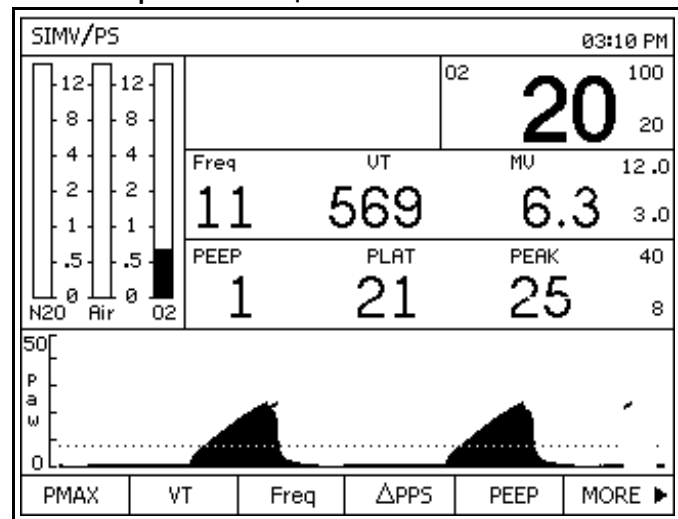 SIMV/PS 03:10 PM
12 12
8 8
4 4
2 2
1 1
.5 .5
0 0
N2O Air O2
O2 20 100
20
Freq VT MV 12.0
11 569 6.3 3.0
PEEP PLAT PEAK 40
1 21 25 8
50
Paw
0
PMAX VT Freq △PPS PEEP MORE ▶